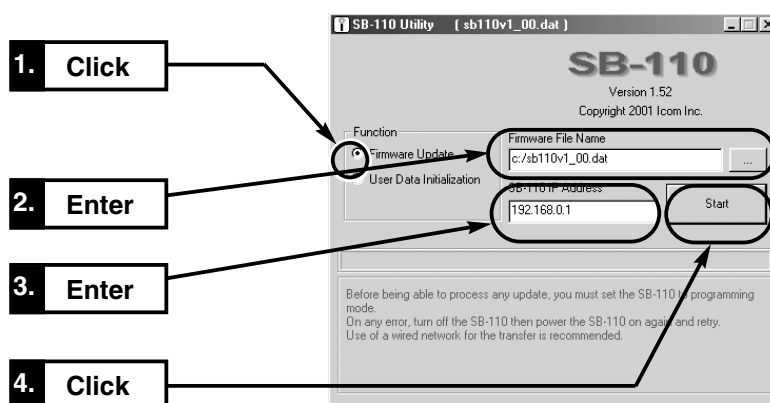 SB-110 Utility [ sb110v1_00.dat ]
SB-110
Version 1.52
Copyright 2001 Icom Inc.
1. Click
Function
Firmware Update
User Data Initialization
Firmware File Name
c:/sb110v1_00.dat
...
2. Enter
SB-110 IP Address
192.168.0.1
Start
3. Enter
Before being able to process any update, you must set the SB-110 to programming
mode.
On any error, turn off the SB-110 then power the SB-110 on again and retry.
Use of a wired network for the transfer is recommended.
4. Click